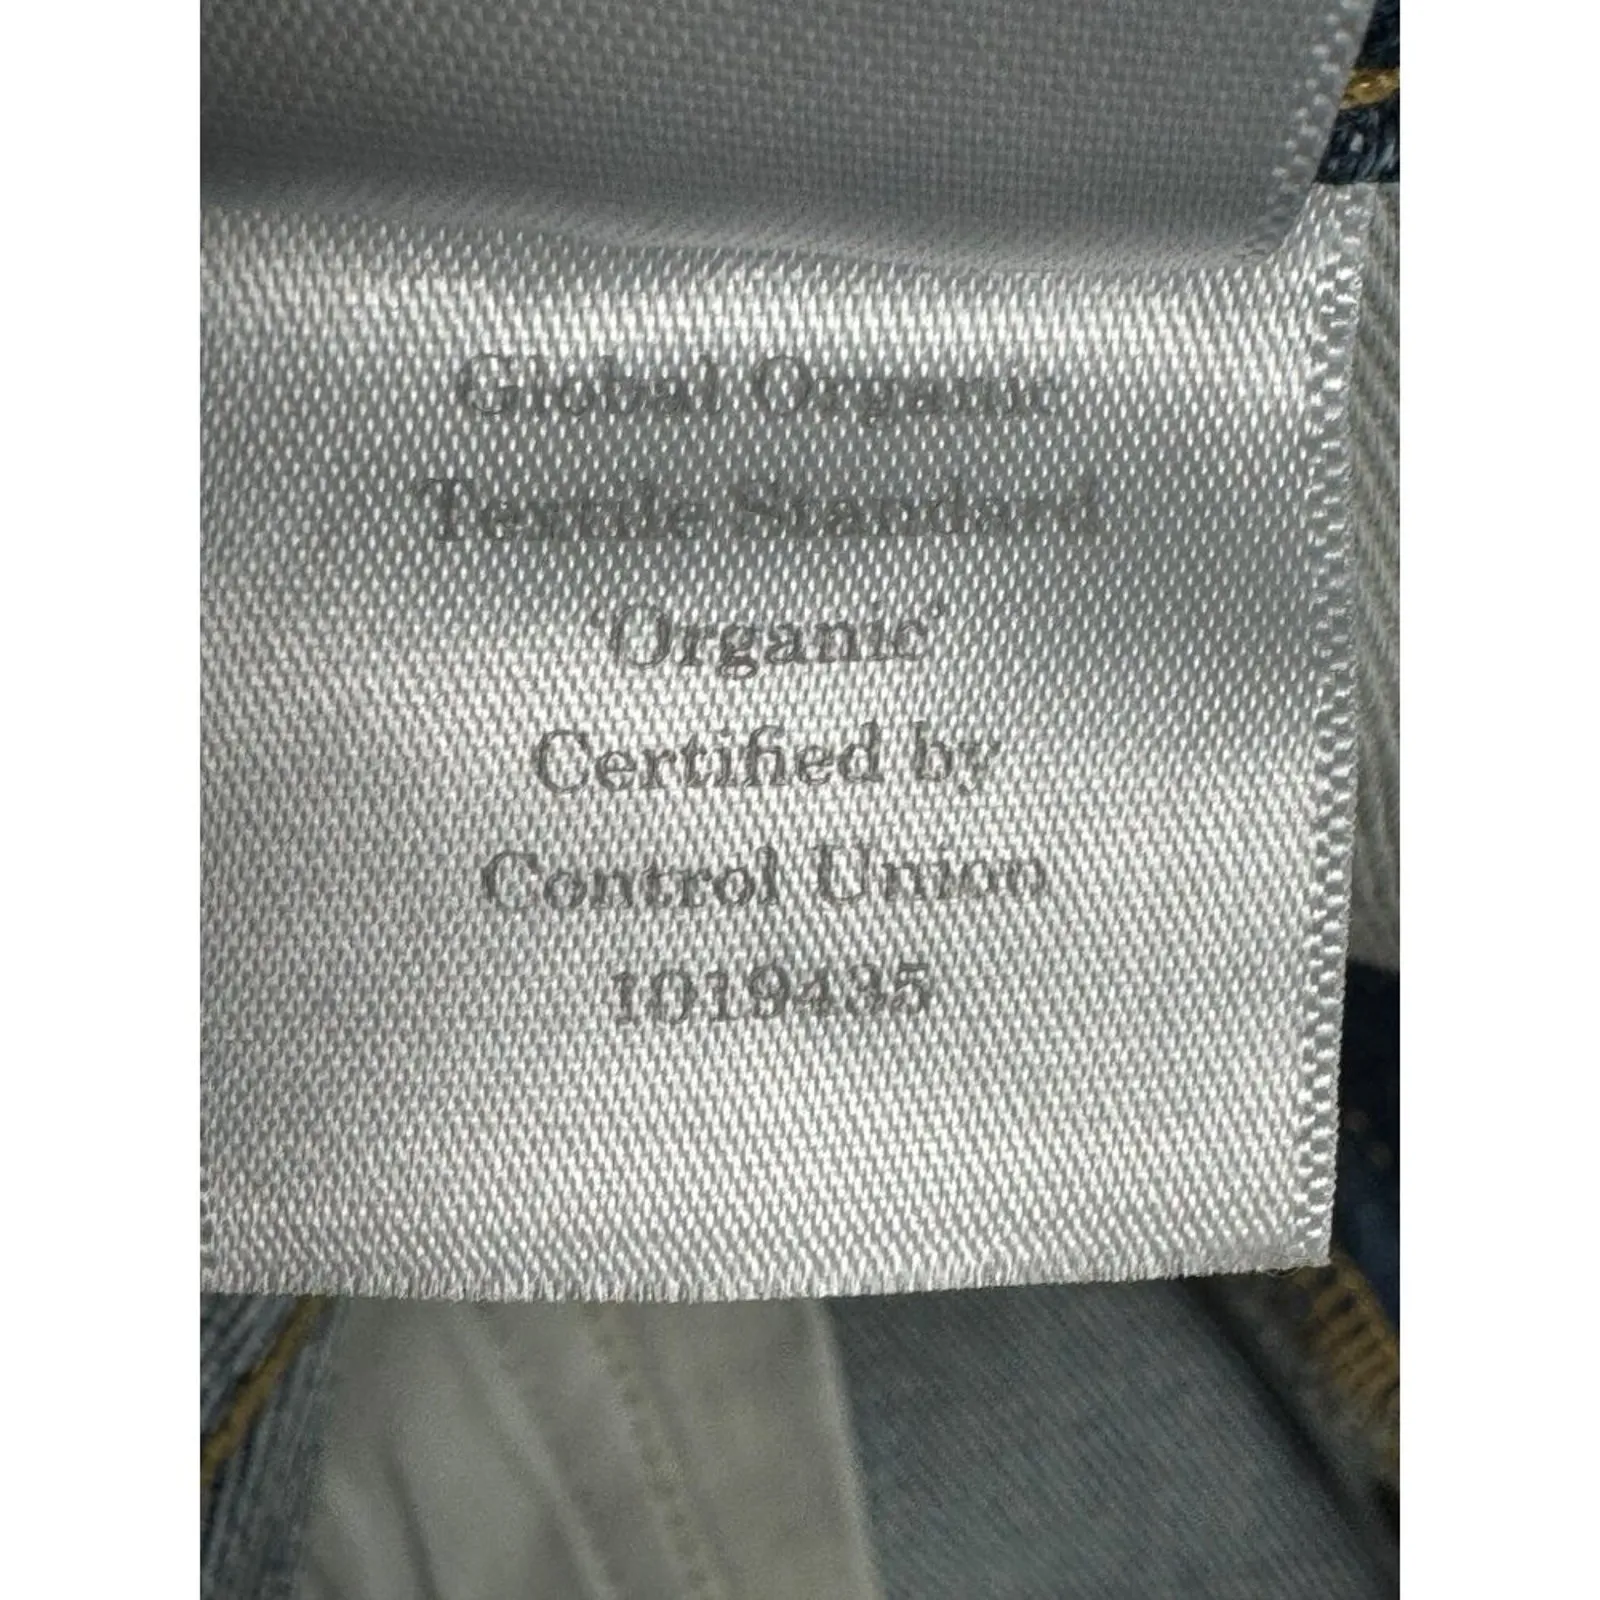 Global Organic
Textile Standard
'Organic'
Certified by
Control Union
1019435